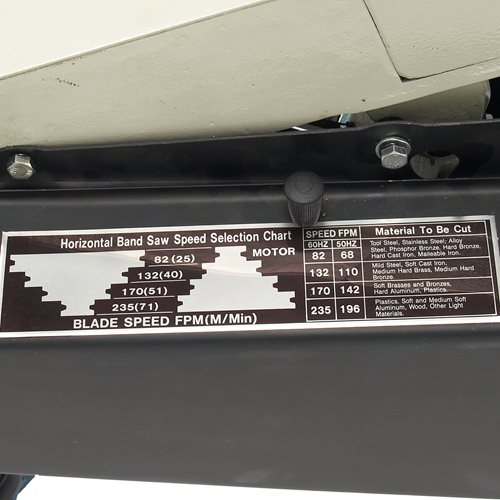 Horizontal Band Saw Speed Selection Chart
82 (25)
MOTOR
132(40)
170(51)
235(71)
BLADE SPEED FPM(M/Min)
SPEED FPM
Material To Be Cut
60HZ 50HZ
82 68
Tool Steel, Stainless Steel; Alloy
Steel, Phosphor Bronze, Hard Bronze,
Hard Cast Iron, Malleable Iron.
132 110
Mild Steel, Soft Cast Iron,
Medium Hard Brass, Medium Hard
Bronze.
170 142
Soft Brasses and Bronzes,
Hard Aluminum, Plastics.
235 196
Plastics, Soft and Medium Soft
Aluminum, Wood, Other Light
Materials.